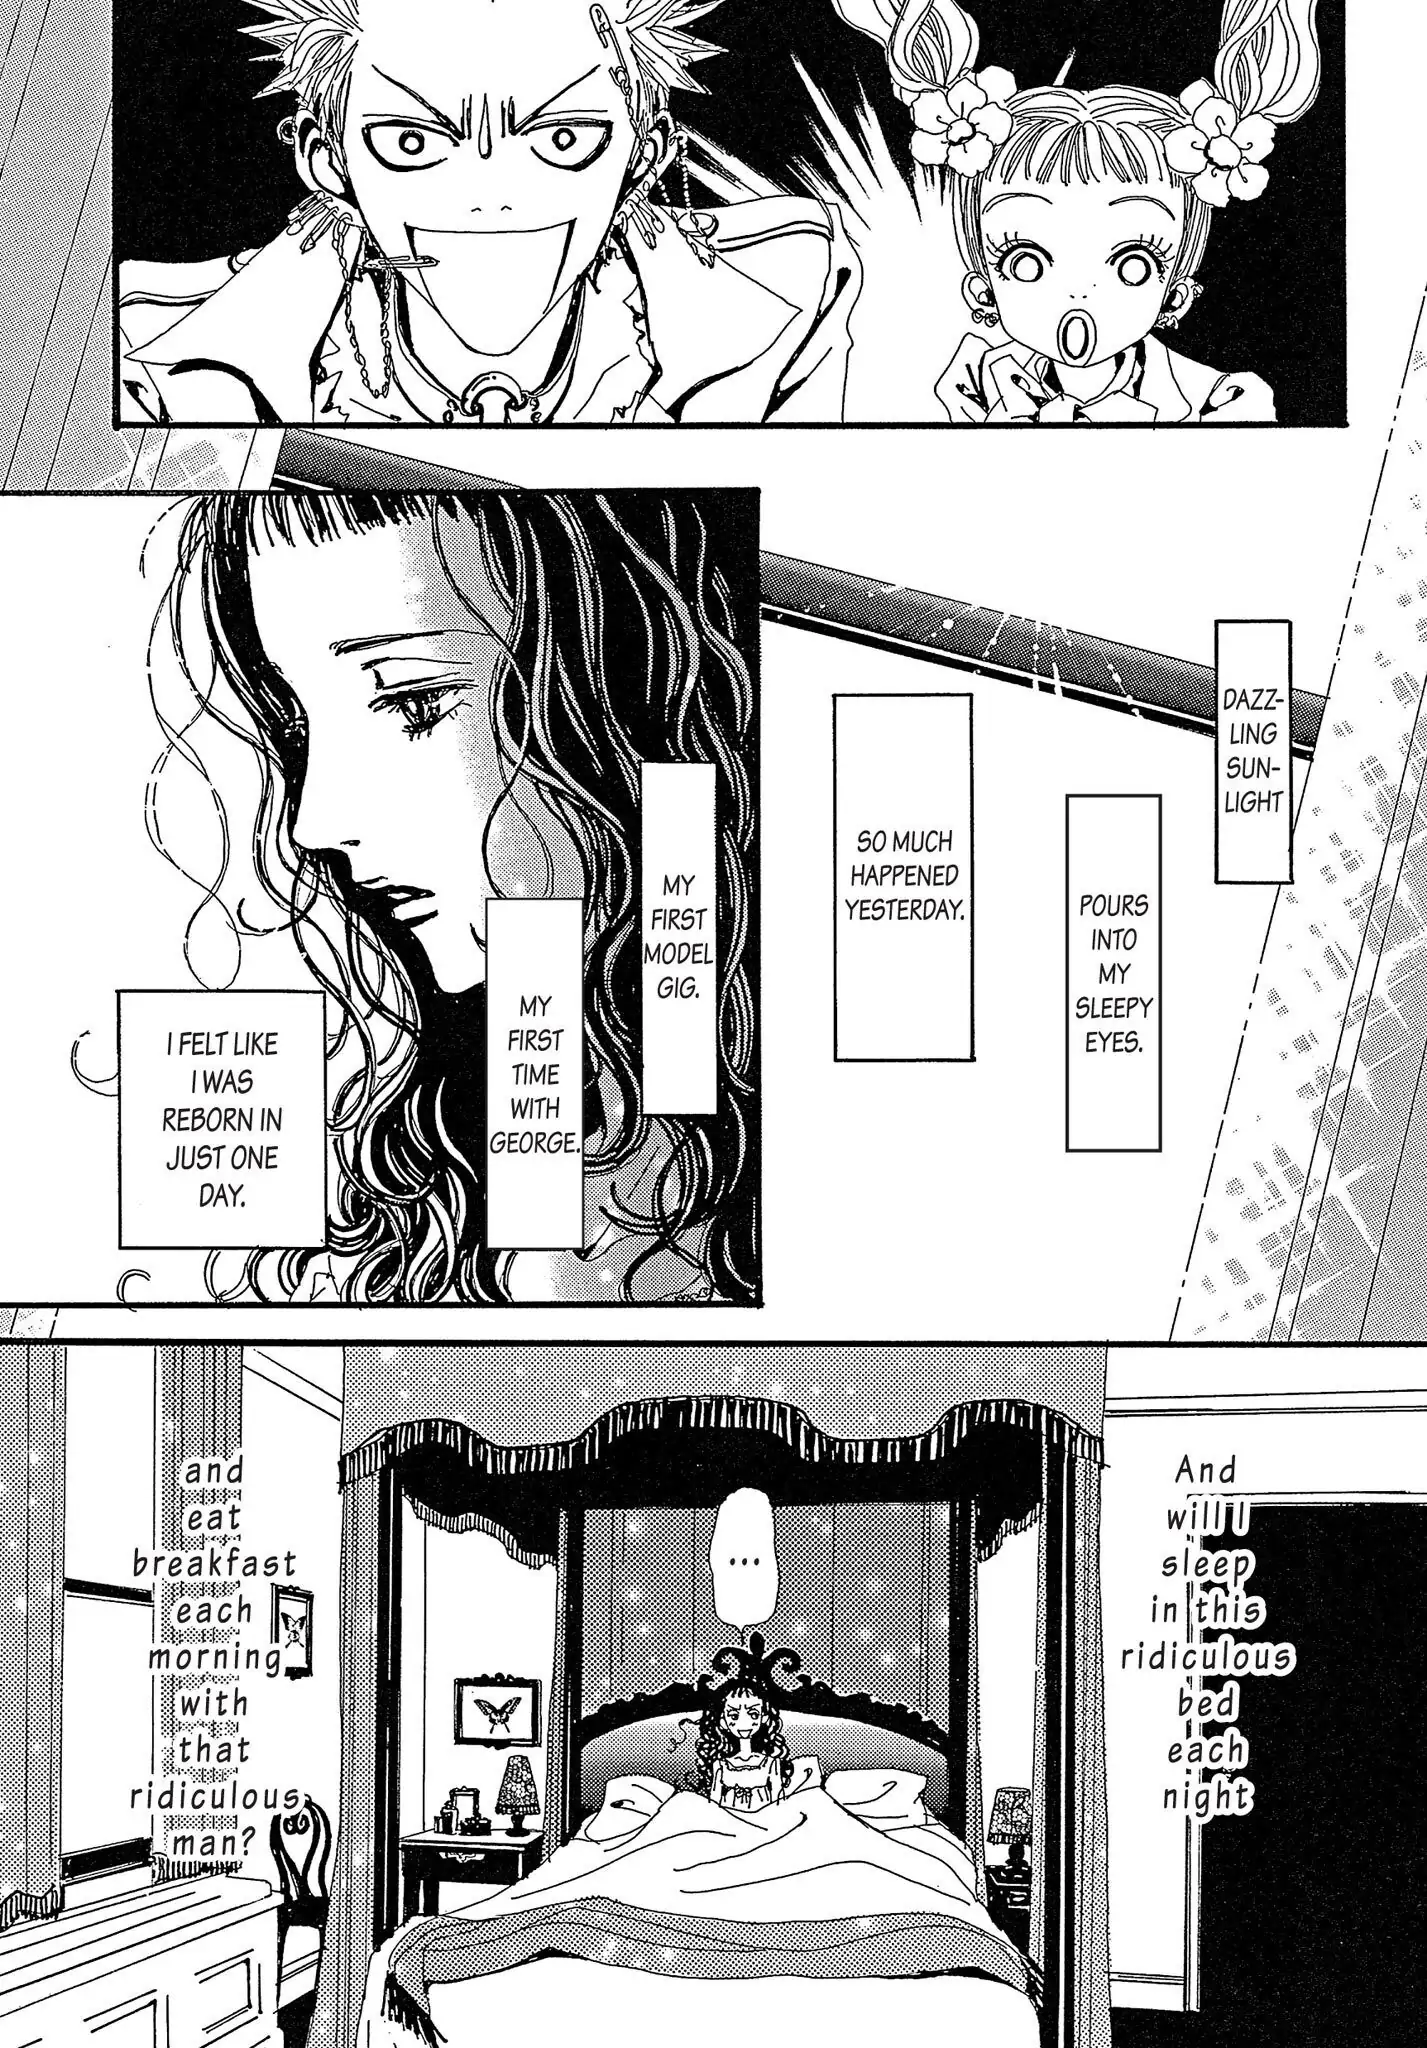 DAZZ-
LING
SUN-
LIGHT
POURS
INTO
MY
SLEEPY
EYES.
SO MUCH
HAPPENED
YESTERDAY.
MY
FIRST
MODEL
GIG.
MY
FIRST
TIME
WITH
GEORGE.
I FELT LIKE
I WAS
REBORN IN
JUST ONE
DAY.
And
will I
sleep
in this
ridiculous
bed
each
night
...
and
eat
breakfast
each
morning
with
that
ridiculous
man?